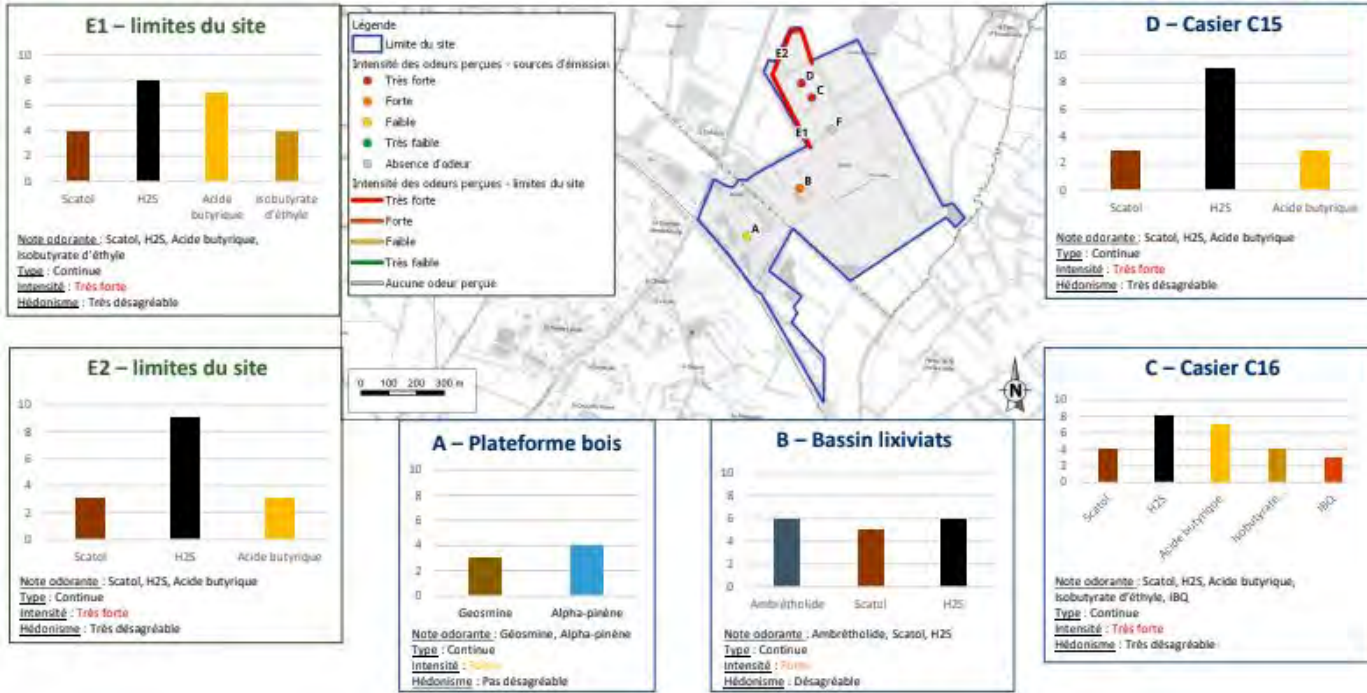 E1 – limites du site
10
8
6
4
2
0
Scatol
H2S
Acide butyrique
Isobutyrate d'éthyle
Note odorante : Scatol, H2S, Acide butyrique,
Isobutyrate d'éthyle
Type : Continue
Intensité : Très forte
Hédonisme : Très désagréable
Légende
Limite du site
Intensité des odeurs perçues - sources d'émission
Très forte
Forte
Faible
Très faible
Absence d'odeur
Intensité des odeurs perçues - limites du site
Très forte
Forte
Faible
Très faible
Aucune odeur perçue
E2
D
C
F
E1
B
A
0 100 200 300 m
N
D – Casier C15
10
8
6
4
2
0
Scatol
H2S
Acide butyrique
Note odorante : Scatol, H2S, Acide butyrique
Type : Continue
Intensité : Très forte
Hédonisme : Très désagréable
E2 – limites du site
10
8
6
4
2
0
Scatol
H2S
Acide butyrique
Note odorante : Scatol, H2S, Acide butyrique
Type : Continue
Intensité : Très forte
Hédonisme : Très désagréable
A – Plateforme bois
10
8
6
4
2
0
Geosmine
Alpha-pinène
Note odorante : Géosmine, Alpha-pinène
Type : Continue
Intensité : Faible
Hédonisme : Pas désagréable
B – Bassin lixiviats
10
8
6
4
2
0
Ambrétholide
Scatol
H2S
Note odorante : Ambrétholide, Scatol, H2S
Type : Continue
Intensité : Forte
Hédonisme : Désagréable
C – Casier C16
10
8
6
4
2
0
Scatol
H2S
Acide butyrique
Isobutyrate...
IBQ
Note odorante : Scatol, H2S, Acide butyrique,
Isobutyrate d'éthyle, IBQ
Type : Continue
Intensité : Très forte
Hédonisme : Très désagréable